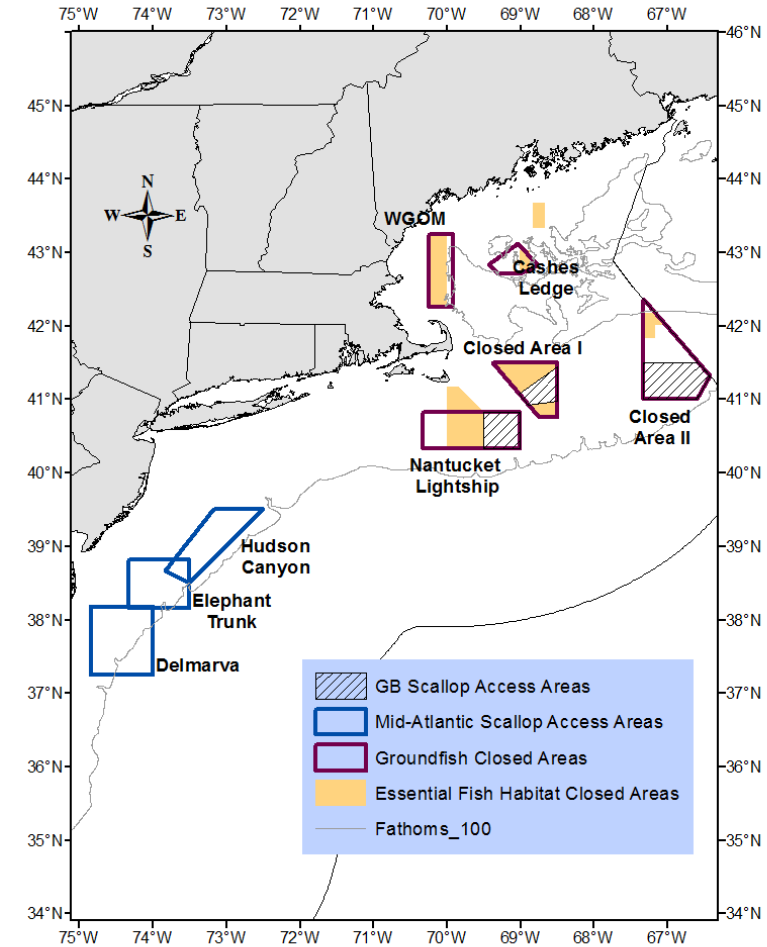 75°W 74°W 73°W 72°W 71°W 70°W 69°W 68°W 67°W
46°N
45°N 45°N
44°N 44°N
N
W E
S
WGOM
43°N 43°N
Cashes
Ledge
42°N 42°N
Closed Area I
41°N 41°N
Closed
Area II
Nantucket
Lightship
40°N 40°N
39°N 39°N
Hudson
Canyon
Elephant
Trunk
38°N 38°N
Delmarva
37°N 37°N
GB Scallop Access Areas
Mid-Atlantic Scallop Access Areas
Groundfish Closed Areas
36°N 36°N
Essential Fish Habitat Closed Areas
Fathoms_100
35°N 35°N
34°N 34°N
75°W 74°W 73°W 72°W 71°W 70°W 69°W 68°W 67°W